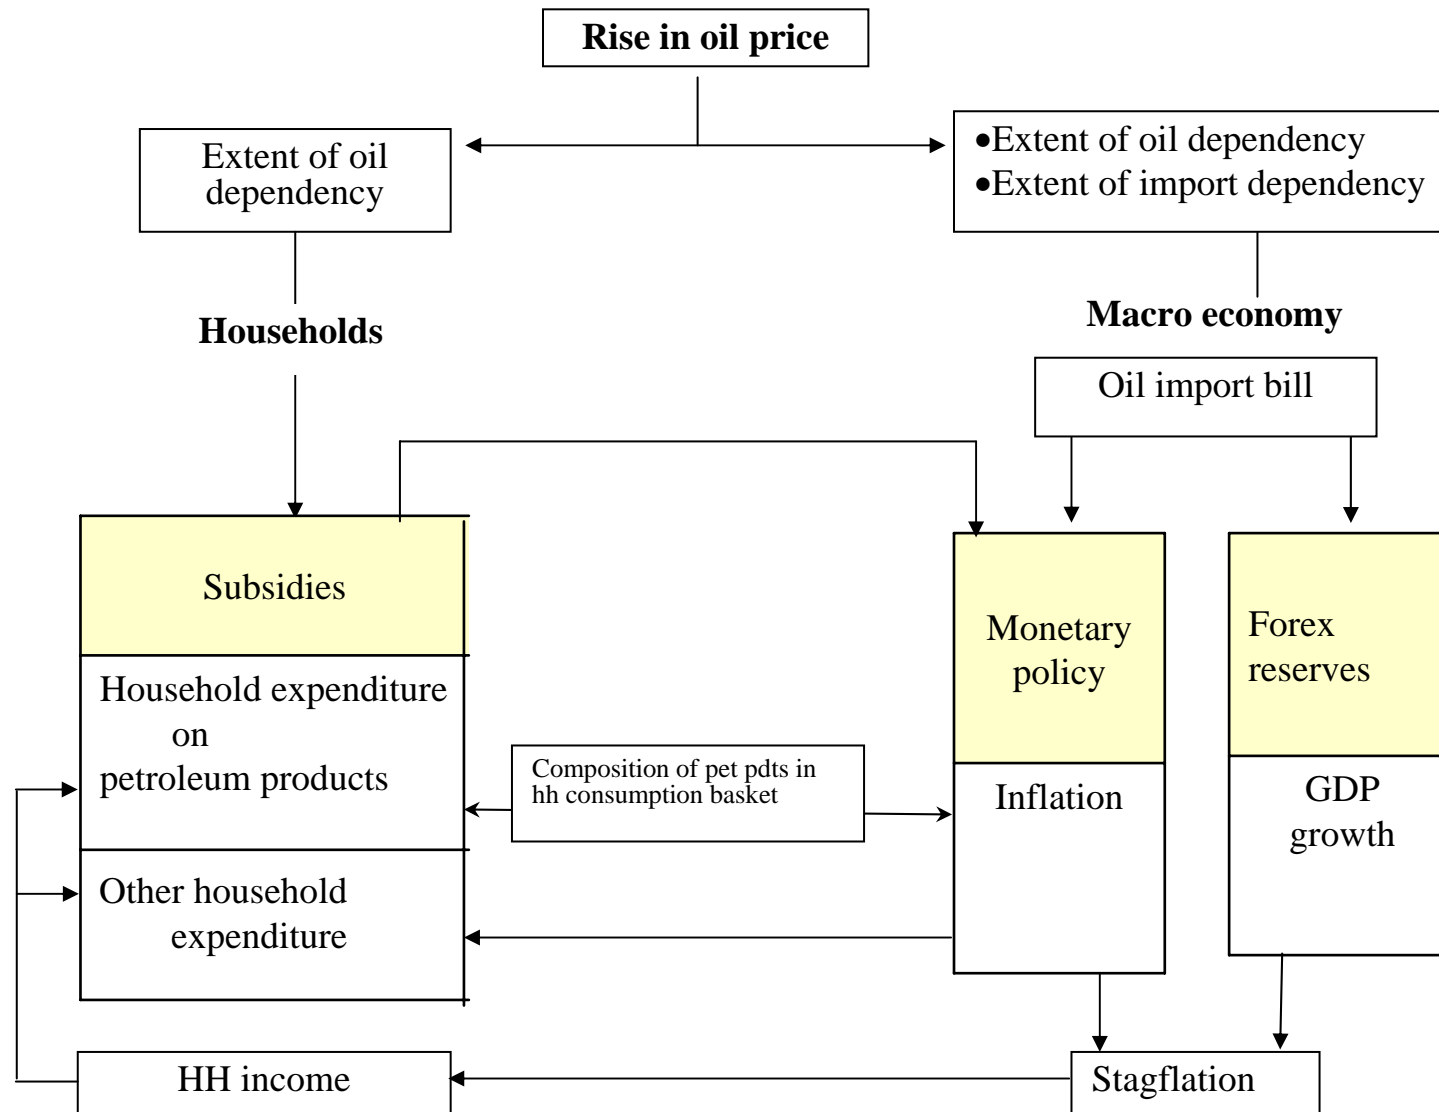 Rise in oil price
Extent of oil
dependency
•Extent of oil dependency
•Extent of import dependency
Households
Macro economy
Oil import bill
Subsidies
Monetary
policy
Forex
reserves
Household expenditure
on
petroleum products
Composition of pet pdts in
hh consumption basket
Inflation
GDP
growth
Other household
expenditure
HH income
Stagflation